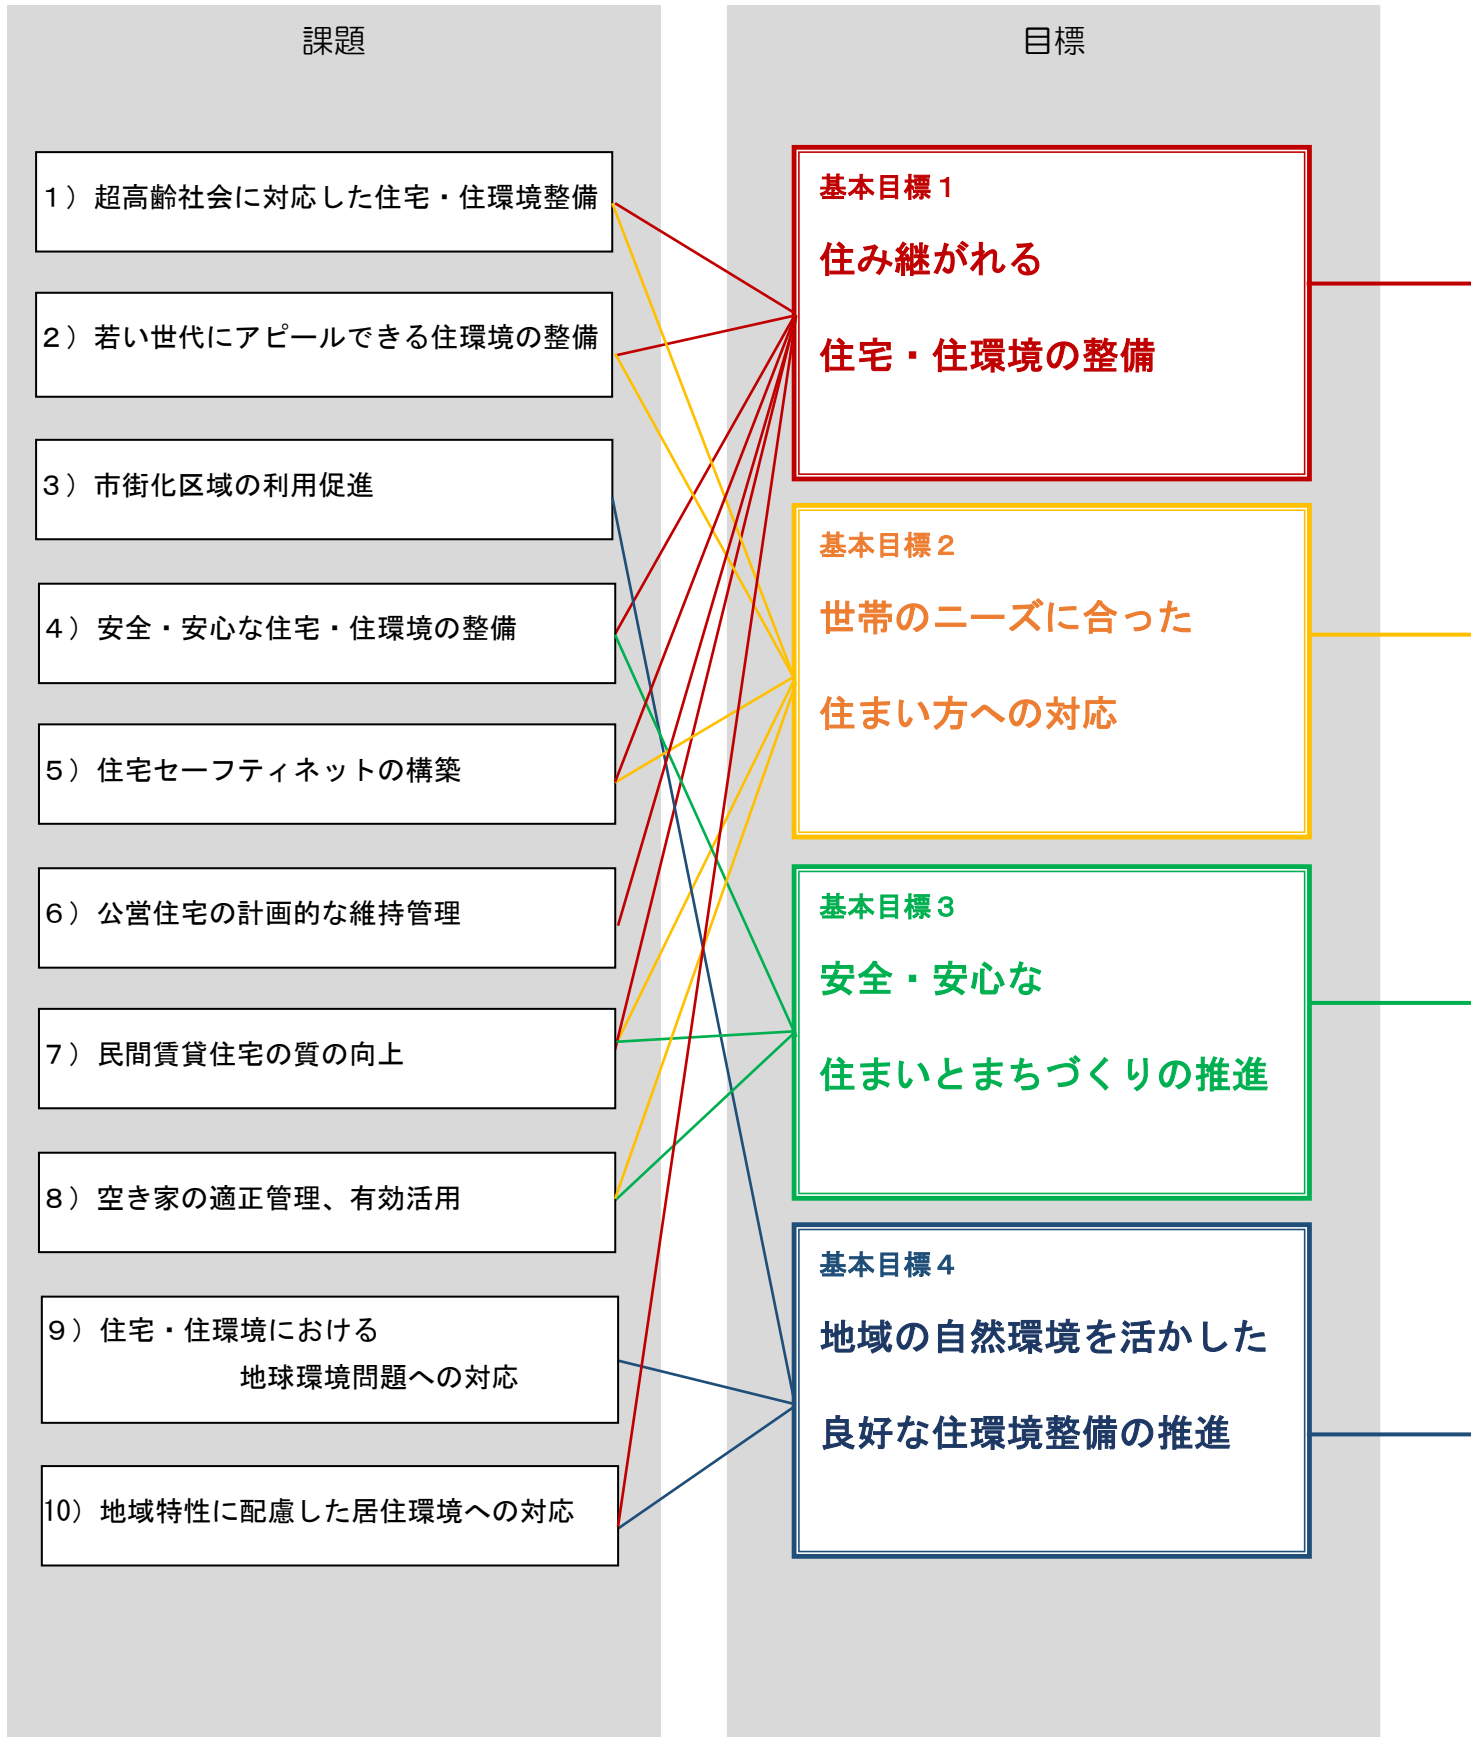 課題
１）超高齢社会に対応した住宅・住環境整備
２）若い世代にアピールできる住環境の整備
３）市街化区域の利用促進
４）安全・安心な住宅・住環境の整備
５）住宅セーフティネットの構築
６）公営住宅の計画的な維持管理
７）民間賃貸住宅の質の向上
８）空き家の適正管理、有効活用
９）住宅・住環境における
地球環境問題への対応
10）地域特性に配慮した居住環境への対応
目標
基本目標１
住み継がれる
住宅・住環境の整備
基本目標２
世帯のニーズに合った
住まい方への対応
基本目標３
安全・安心な
住まいとまちづくりの推進
基本目標４
地域の自然環境を活かした
良好な住環境整備の推進